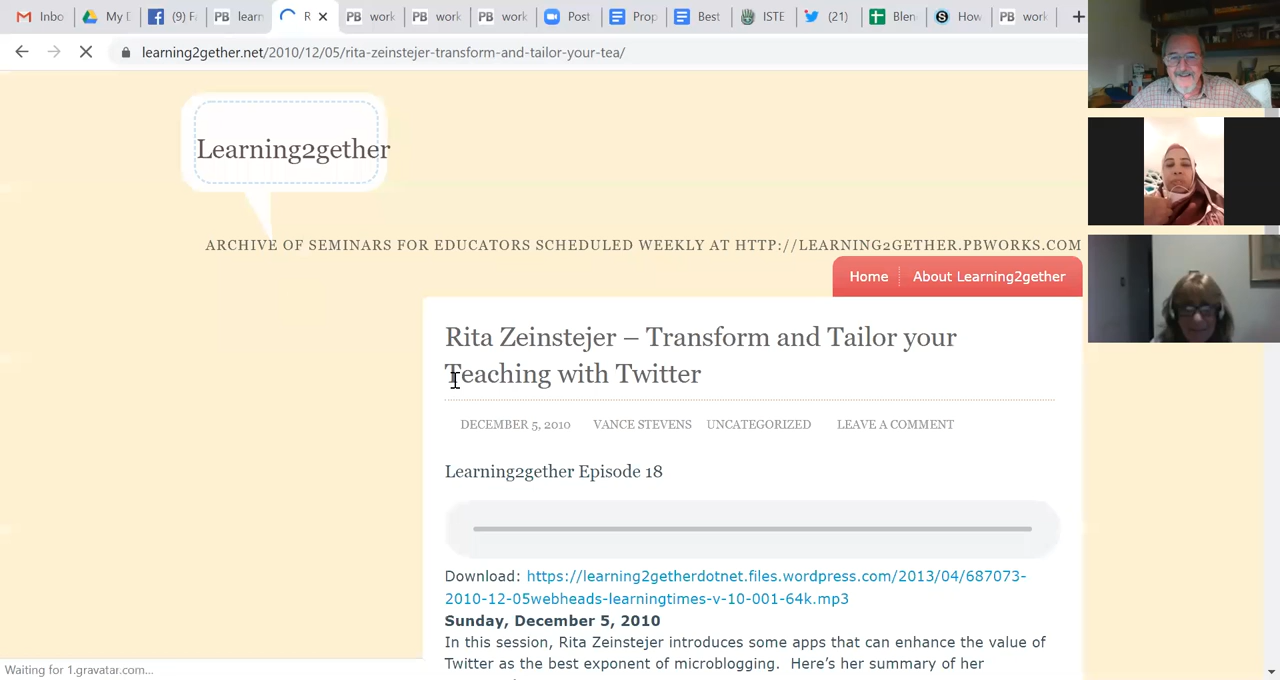 Inbo
My D
(9) F
learn
R
work
work
work
Post
Prop
Best
ISTE
(21)
Blen
How
work
learning2gether.net/2010/12/05/rita-zeinstejer-transform-and-tailor-your-tea/
Learning2gether
ARCHIVE OF SEMINARS FOR EDUCATORS SCHEDULED WEEKLY AT HTTP://LEARNING2GETHER.PBWORKS.COM
Home
About Learning2gether
Rita Zeinstejer – Transform and Tailor your
Teaching with Twitter
DECEMBER 5, 2010 VANCE STEVENS UNCATEGORIZED LEAVE A COMMENT
Learning2gether Episode 18
Download: https://learning2getherdotnet.files.wordpress.com/2013/04/687073-
2010-12-05webheads-learningtimes-v-10-001-64k.mp3
Sunday, December 5, 2010
In this session, Rita Zeinstejer introduces some apps that can enhance the value of
Twitter as the best exponent of microblogging.  Here's her summary of her
Waiting for 1.gravatar.com...